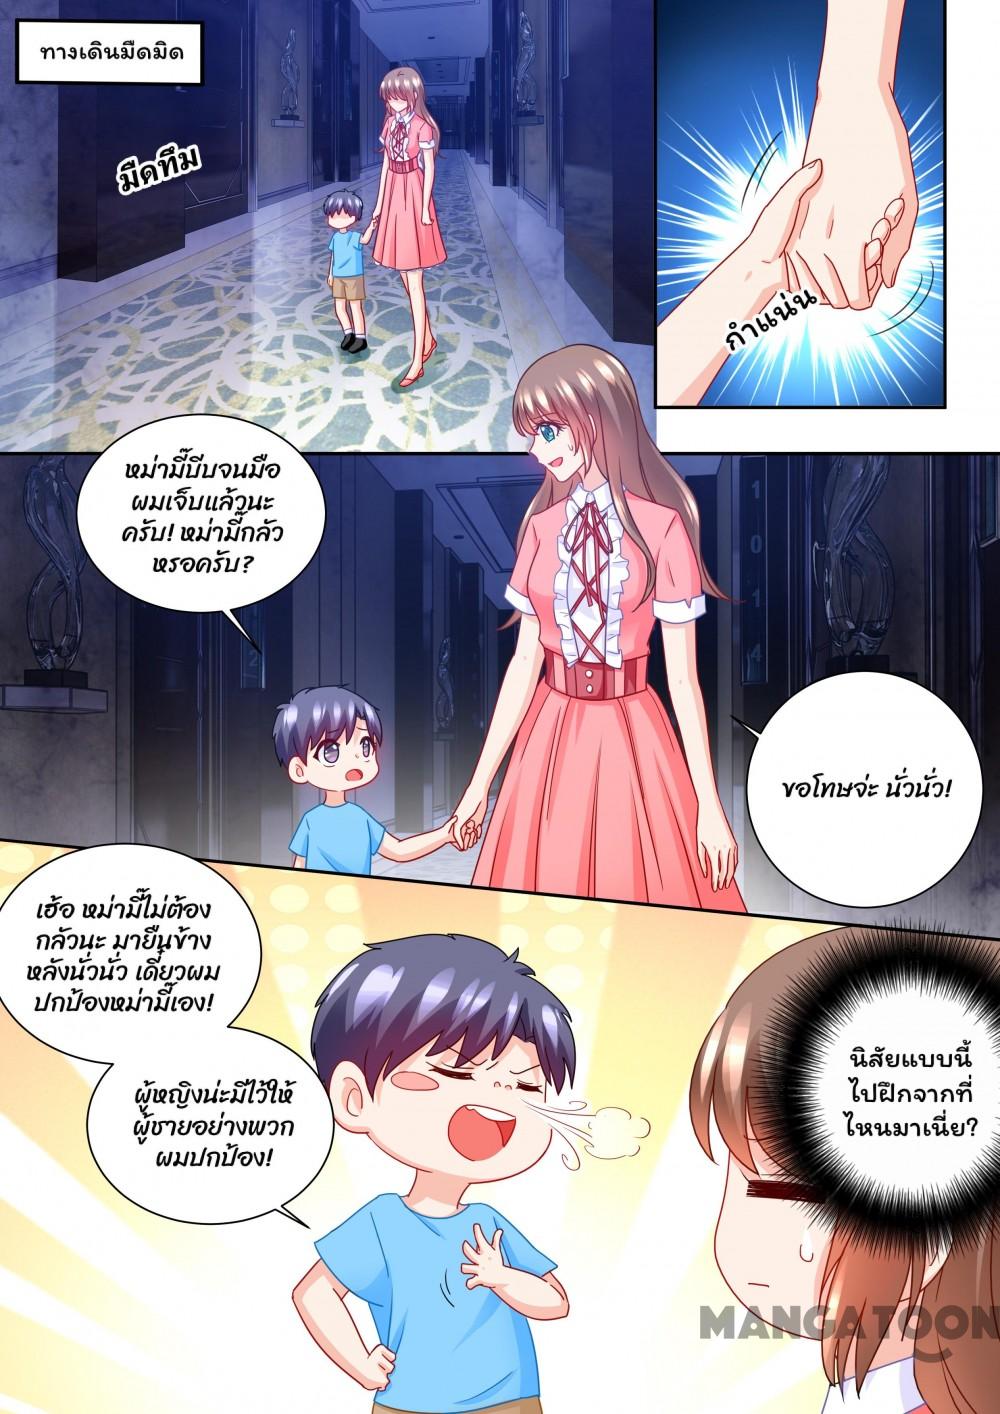 ทางเดินมืดมิด
มืดทึม
กำแน่น
หม่ามี๊บีบจนมือ
ผมเจ็บแล้วนะ
ครับ! หม่ามี๊กลัว
หรอครับ?
1
0
1
4
2
ขอโทษจ่ะ นั่วนั่ว!
เฮ้อ หม่ามี๊ไม่ต้อง
กลัวนะ มายืนข้าง
หลังนั่วนั่ว เดี๋ยวผม
ปกป้องหม่ามี๊เอง!
ผู้หญิงน่ะมีไว้ให้
ผู้ชายอย่างพวก
ผมปกป้อง!
นิสัยแบบนี้
ไปฝึกจากที่
ไหนมาเนี่ย?
MANGATOON